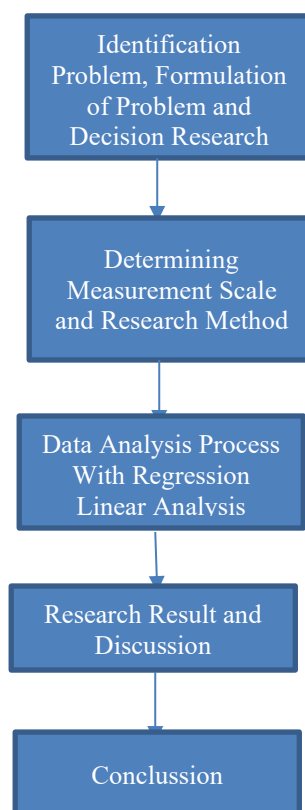 Identification
Problem, Formulation
of Problem and
Decision Research
Determining
Measurement Scale
and Research Method
Data Analysis Process
With Regression
Linear Analysis
Research Result and
Discussion
Conclussion